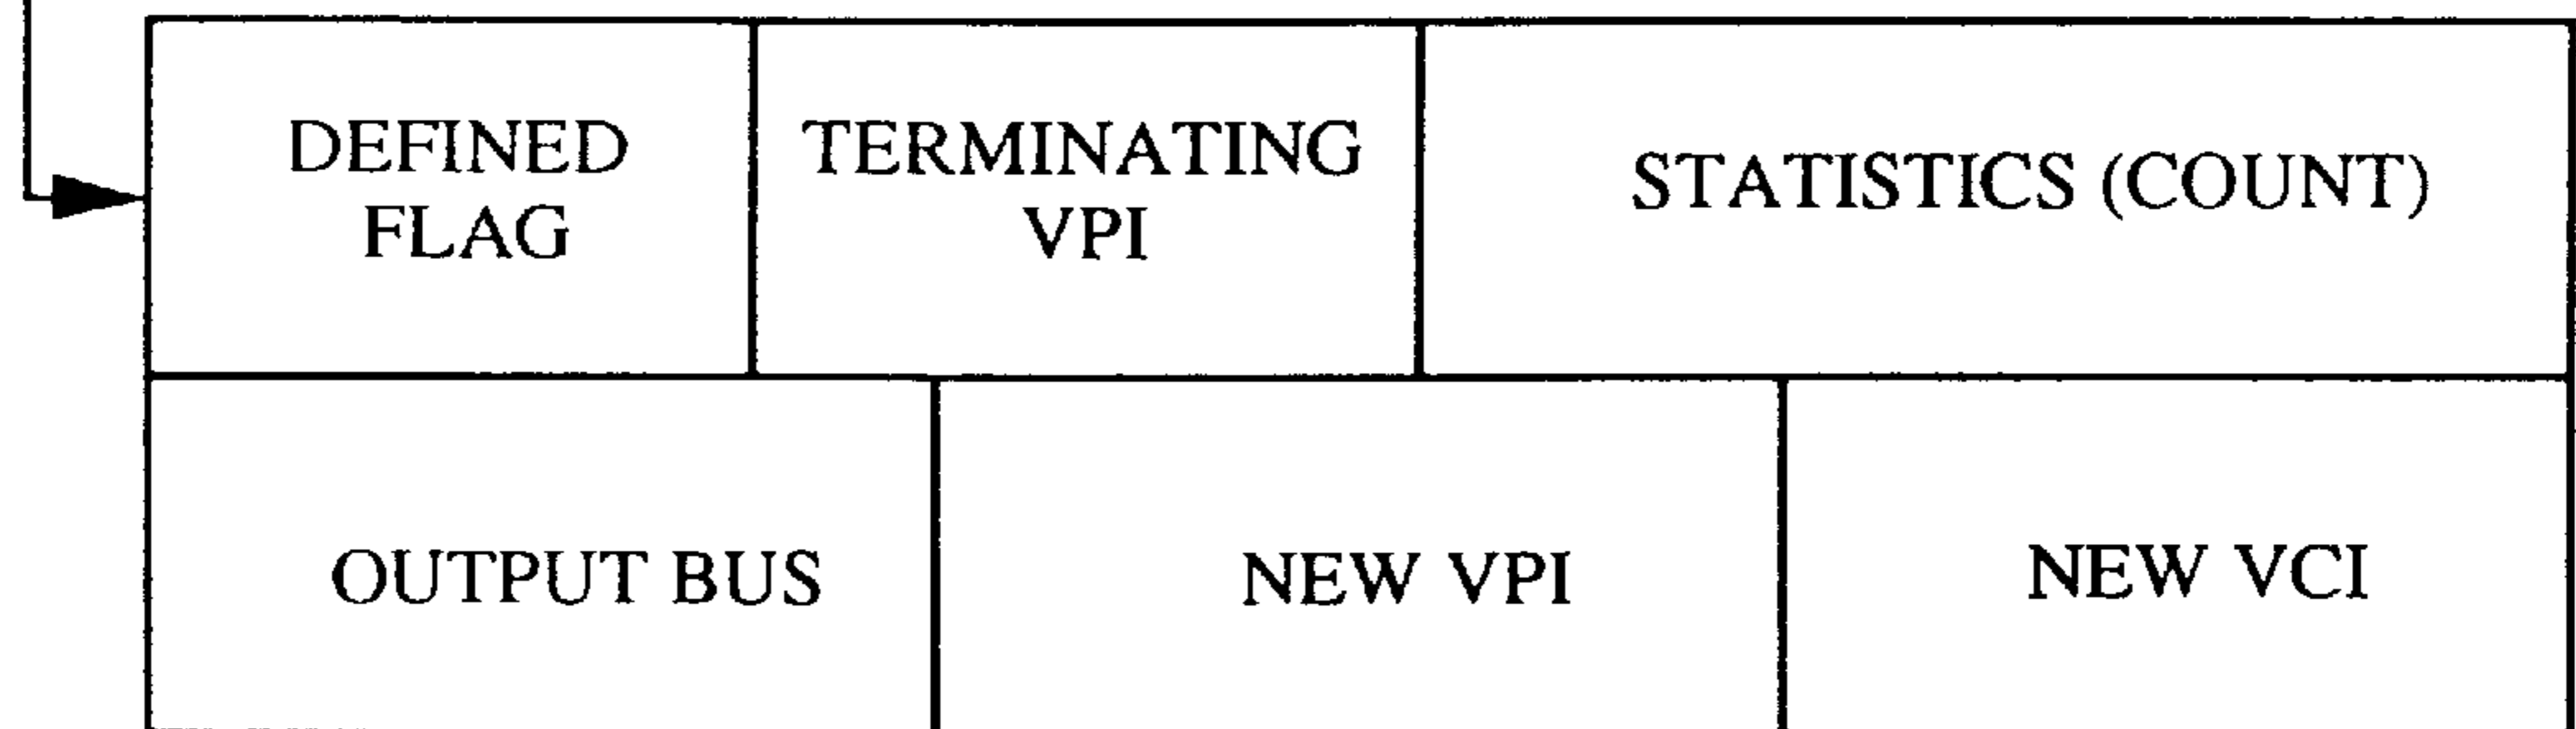 DEFINED
FLAG
TERMINATING
VPI
STATISTICS (COUNT)
OUTPUT BUS
NEW VPI
NEW VCI